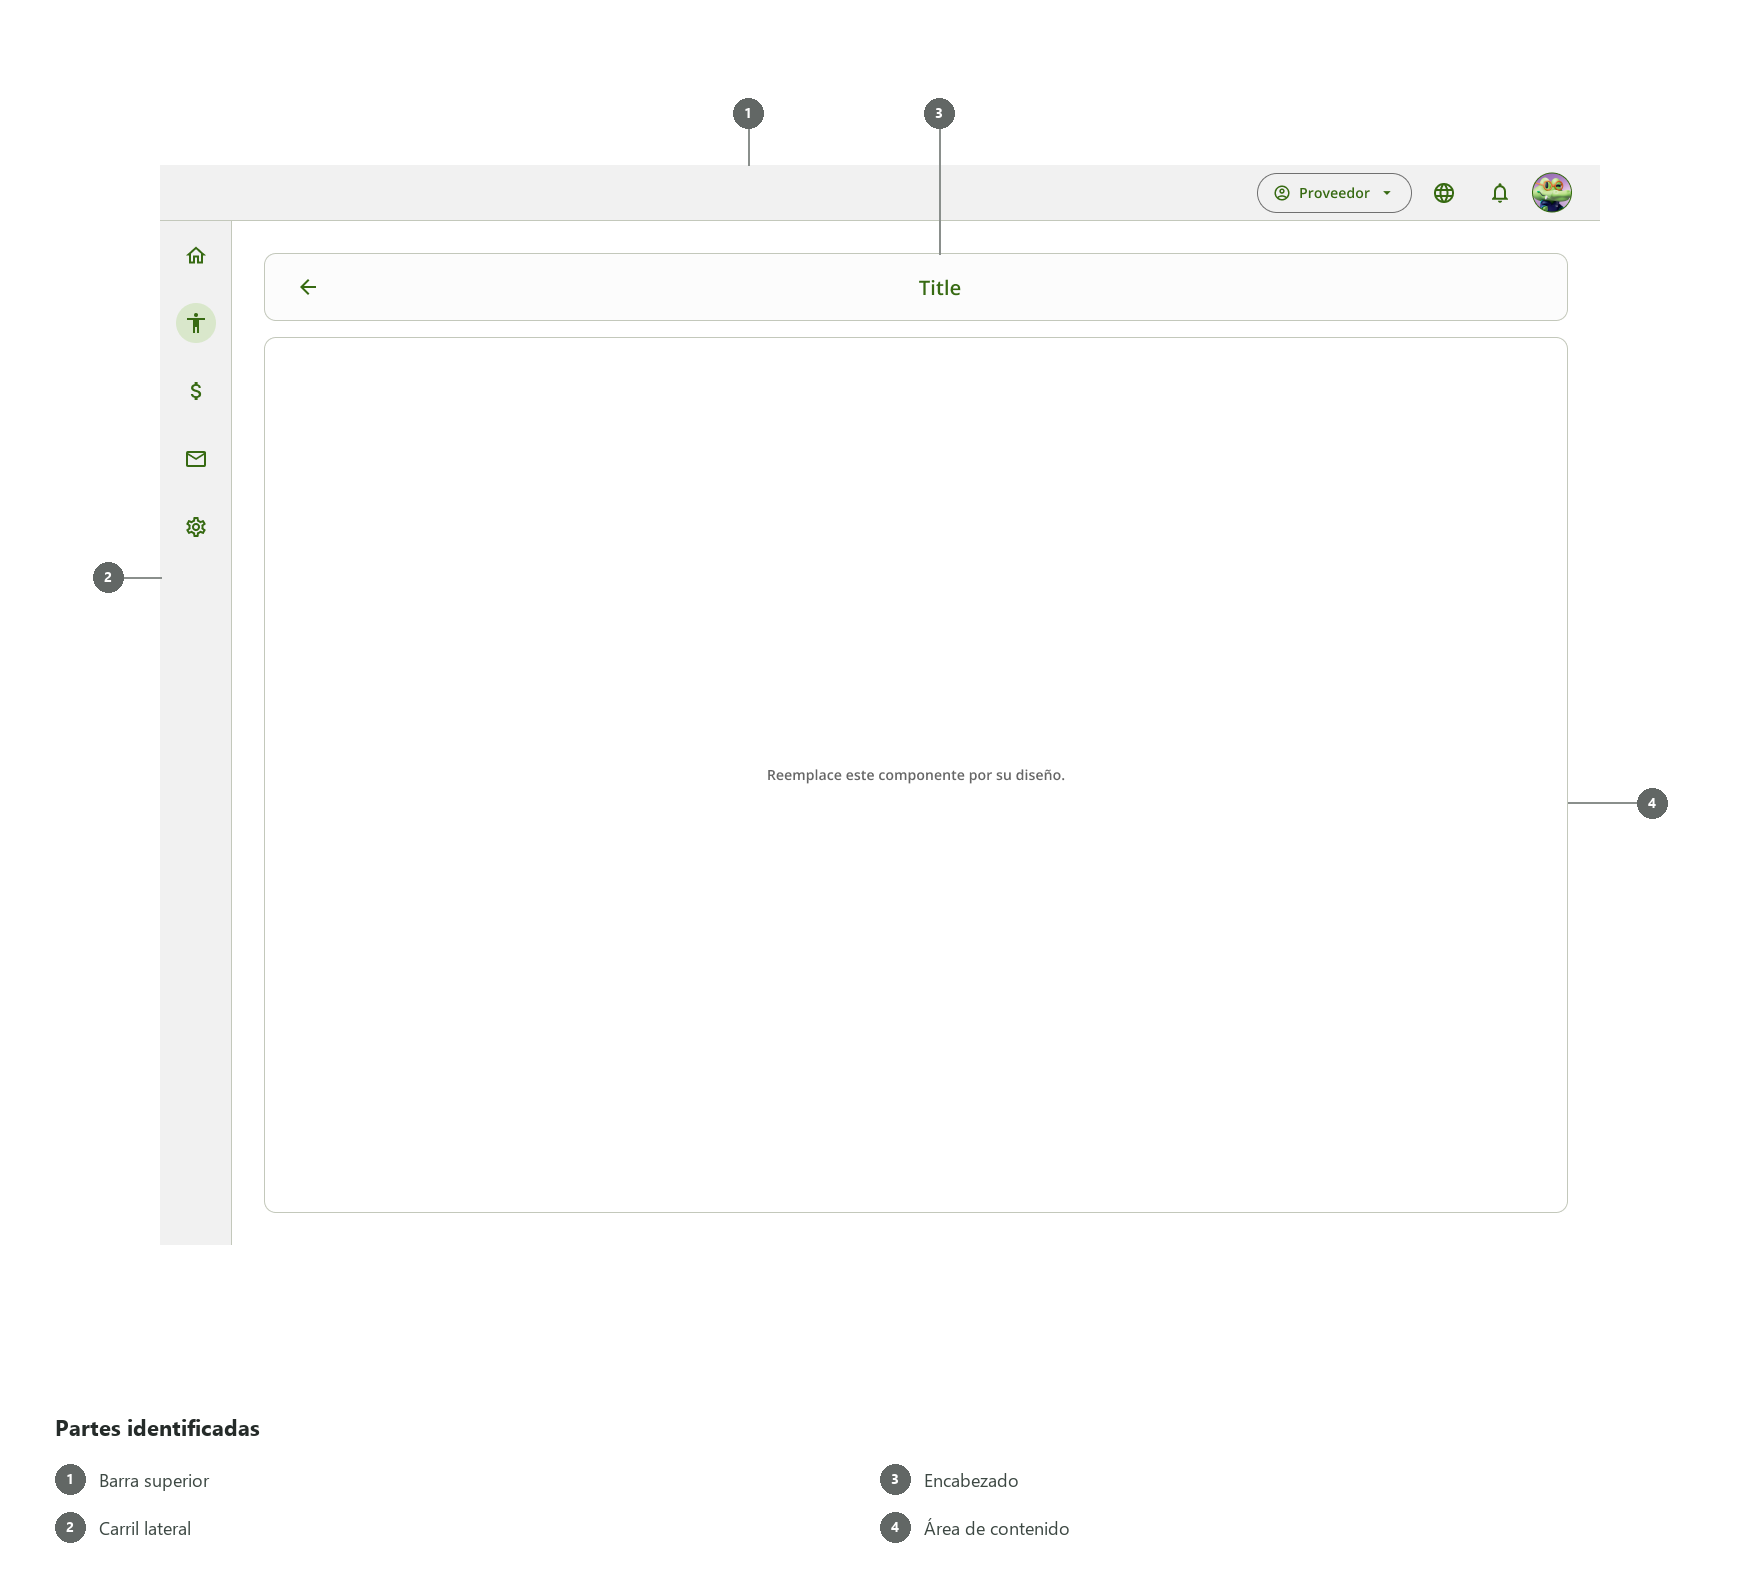 1
3
Proveedor
Title
2
Reemplace este componente por su diseño.
4
Partes identificadas
1 Barra superior
2 Carril lateral
3 Encabezado
4 Área de contenido